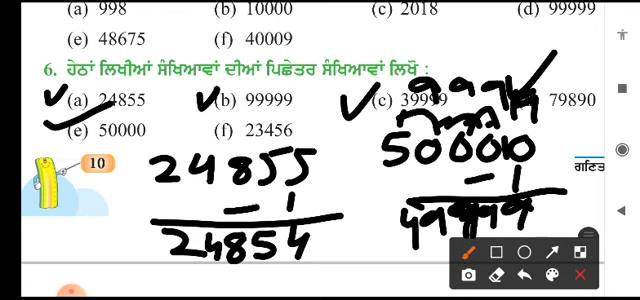 (a) 998 (b) 10000 (c) 2018 (d) 99999
(e) 48675 (f) 40009
6. ਹੇਠਾਂ ਲਿਖੀਆਂ ਸੰਖਿਆਵਾਂ ਦੀਆਂ ਪਿਛੇਤਰ ਸੰਖਿਆਵਾਂ ਲਿਖੋ :
(a) 24855 (b) 99999 (c) 39999 79890
(e) 50000 (f) 23456
10
ਗਣਿਤ
24855
- 1
24854
50000
- 1
49999